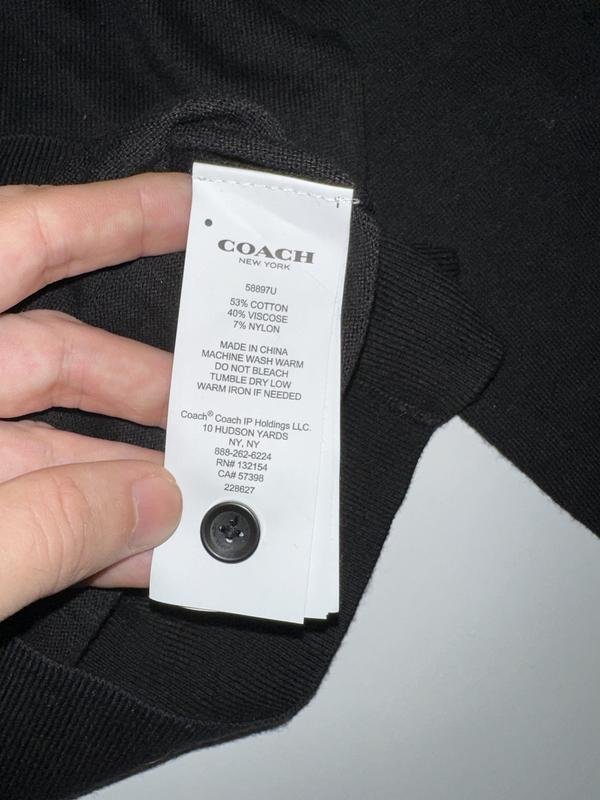 COACH
NEW YORK
58897U
53% COTTON
40% VISCOSE
7% NYLON
MADE IN CHINA
MACHINE WASH WARM
DO NOT BLEACH
TUMBLE DRY LOW
WARM IRON IF NEEDED
Coach® Coach IP Holdings LLC.
10 HUDSON YARDS
NY, NY
888-262-6224
RN# 132154
CA# 57398
228627